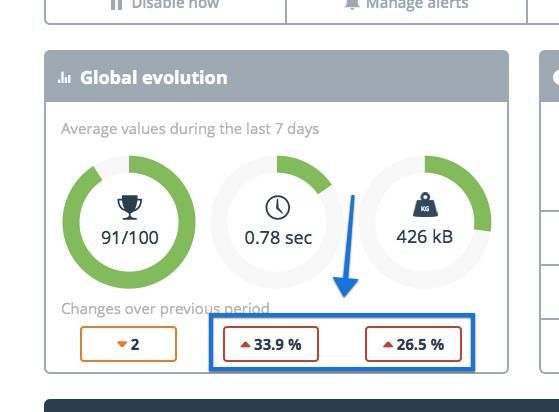 Disable now
Manage alerts
Global evolution
Average values during the last 7 days
KG
91/100
0.78 sec
426 kB
Changes over previous period
2
33.9 %
26.5 %